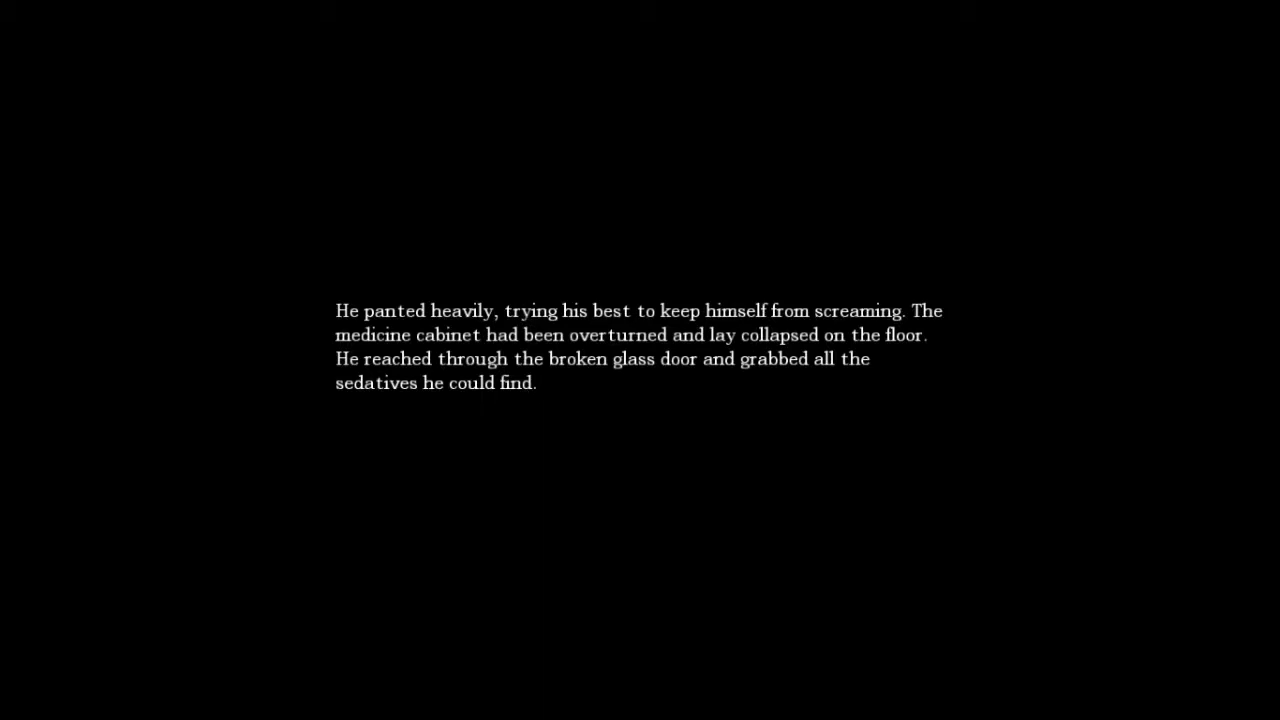 He panted heavily, trying his best to keep himself from screaming. The
medicine cabinet had been overturned and lay collapsed on the floor.
He reached through the broken glass door and grabbed all the
sedatives he could find.